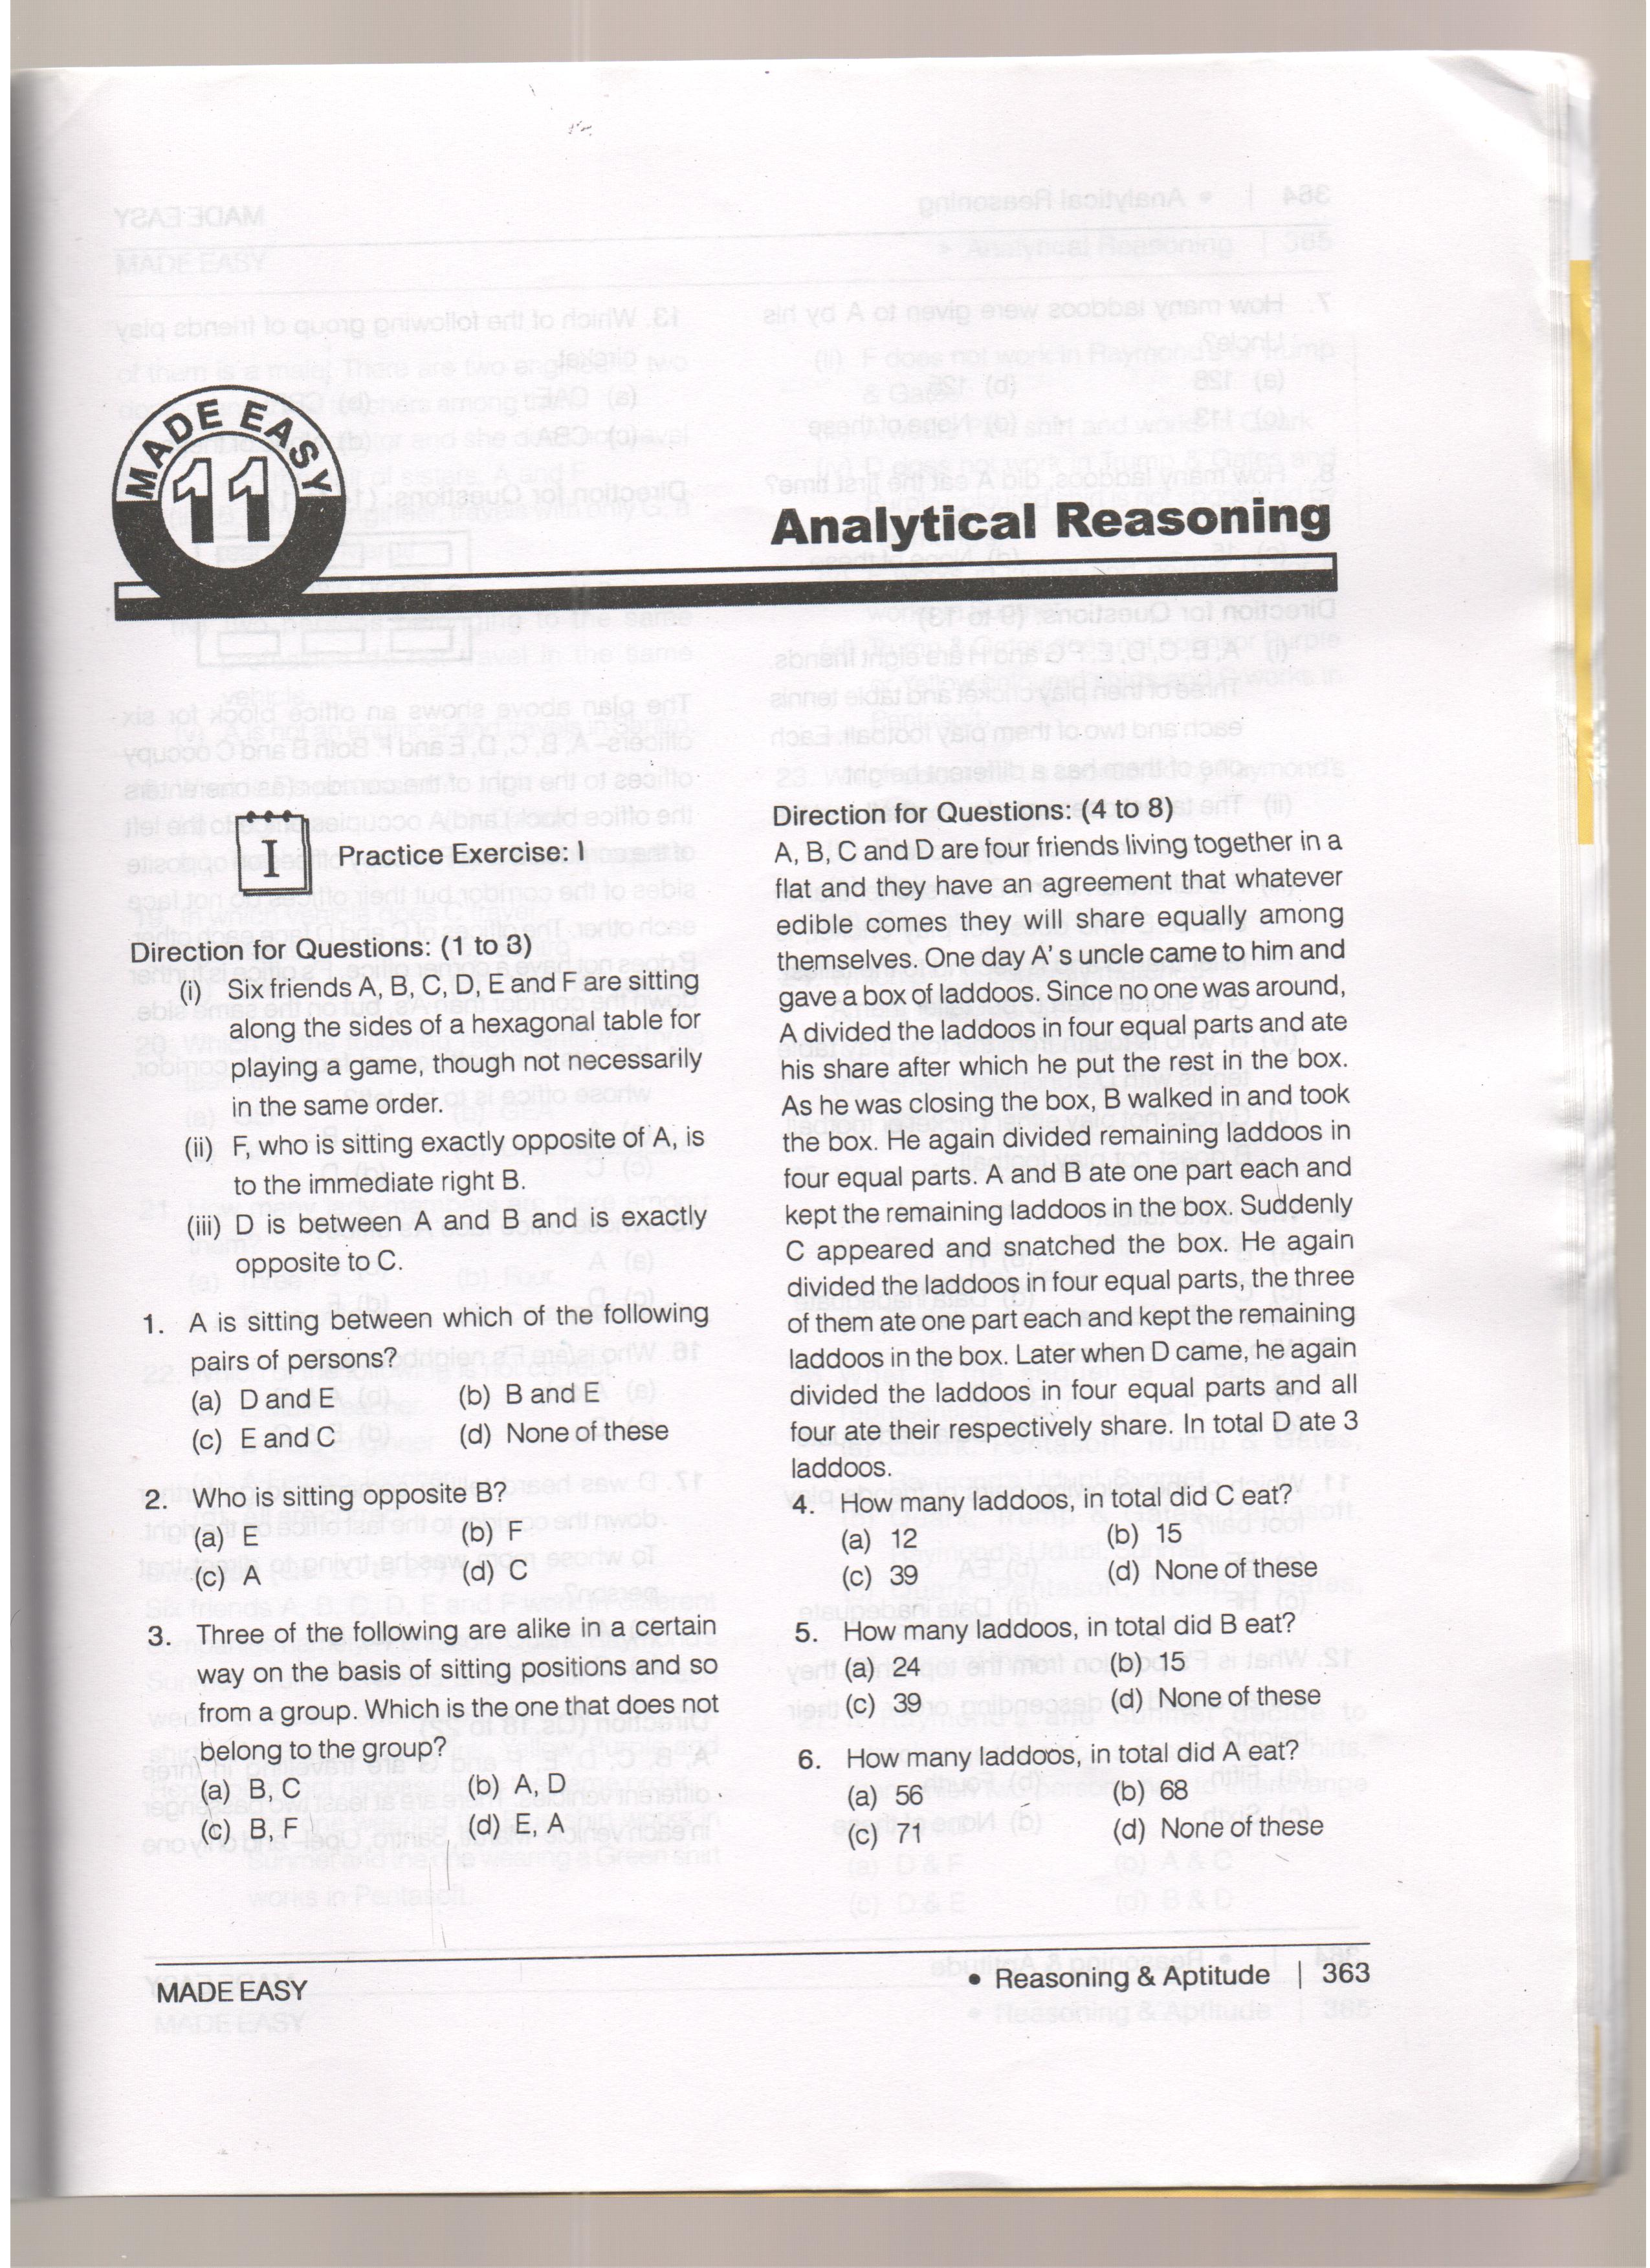 MADE EASY
11
Analytical Reasoning
I
Practice Exercise: I
Direction for Questions: (1 to 3)
(i) Six friends A, B, C, D, E and F are sitting
along the sides of a hexagonal table for
playing a game, though not necessarily
in the same order.
(ii) F, who is sitting exactly opposite of A, is
to the immediate right B.
(iii) D is between A and B and is exactly
opposite to C.
1. A is sitting between which of the following
pairs of persons?
(a) D and E (b) B and E
(c) E and C (d) None of these
2. Who is sitting opposite B?
(a) E (b) F
(c) A (d) C
3. Three of the following are alike in a certain
way on the basis of sitting positions and so
from a group. Which is the one that does not
belong to the group?
(a) B, C (b) A, D
(c) B, F (d) E, A
Direction for Questions: (4 to 8)
A, B, C and D are four friends living together in a
flat and they have an agreement that whatever
edible comes they will share equally among
themselves. One day A' s uncle came to him and
gave a box of laddoos. Since no one was around,
A divided the laddoos in four equal parts and ate
his share after which he put the rest in the box.
As he was closing the box, B walked in and took
the box. He again divided remaining laddoos in
four equal parts. A and B ate one part each and
kept the remaining laddoos in the box. Suddenly
C appeared and snatched the box. He again
divided the laddoos in four equal parts, the three
of them ate one part each and kept the remaining
laddoos in the box. Later when D came, he again
divided the laddoos in four equal parts and all
four ate their respectively share. In total D ate 3
laddoos.
4. How many laddoos, in total did C eat?
(a) 12 (b) 15
(c) 39 (d) None of these
5. How many laddoos, in total did B eat?
(a) 24 (b) 15
(c) 39 (d) None of these
6. How many laddoos, in total did A eat?
(a) 56 (b) 68
(c) 71 (d) None of these
MADE EASY
• Reasoning & Aptitude | 363